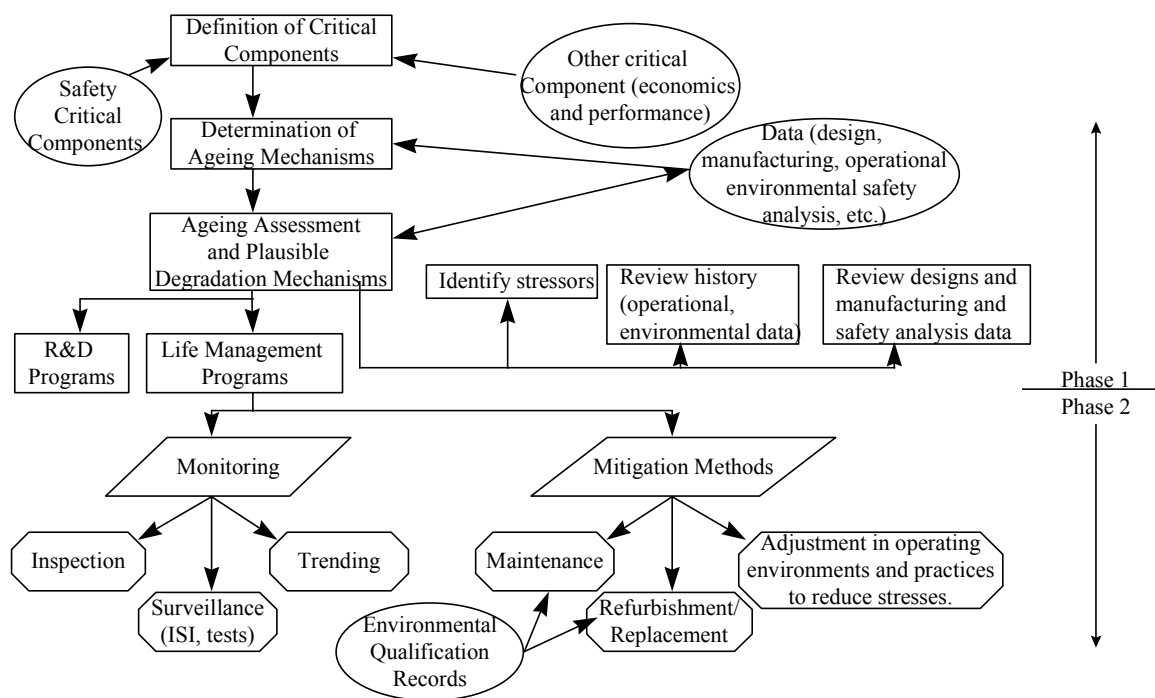 Definition of Critical
Components
Safety
Critical
Components
Other critical
Component (economics
and performance)
Determination of
Ageing Mechanisms
Data (design,
manufacturing, operational
environmental safety
analysis, etc.)
Ageing Assessment
and Plausible
Degradation Mechanisms
Identify stressors
Review history
(operational,
environmental data)
Review designs and
manufacturing and
safety analysis data
R&D
Programs
Life Management
Programs
Phase 1
Phase 2
Monitoring
Mitigation Methods
Inspection
Trending
Surveillance
(ISI, tests)
Maintenance
Refurbishment/
Replacement
Adjustment in operating
environments and practices
to reduce stresses.
Environmental
Qualification
Records